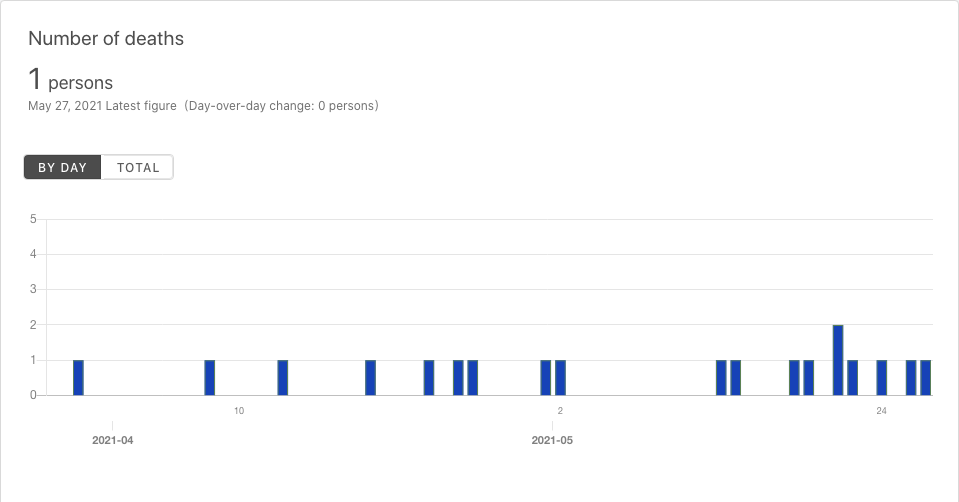 Number of deaths
1 persons
May 27, 2021 Latest figure (Day-over-day change: 0 persons)
BY DAY TOTAL
5
4
3
2
1
0
10 2 24
2021-04 2021-05